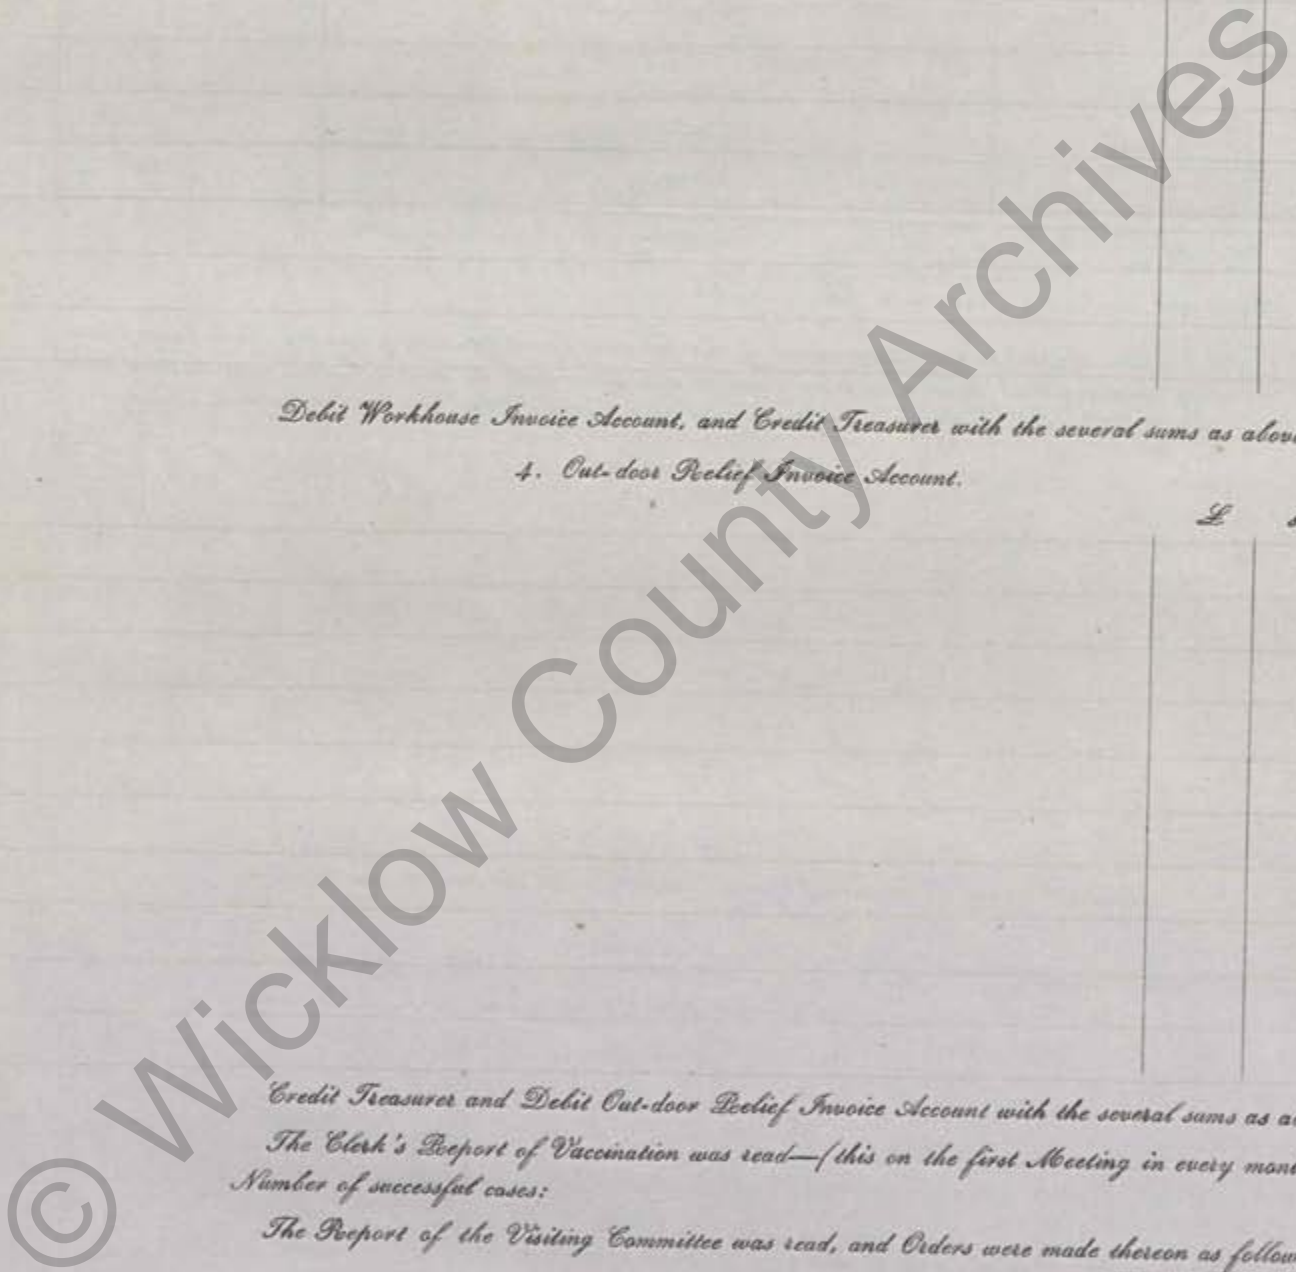 Debit Workhouse Invoice Account, and Credit Treasurer with the several sums as above
4. Out-door Relief Invoice Account.
£
Credit Treasurer and Debit Out-door Relief Invoice Account with the several sums as
The Clerk's Report of Vaccination was read—(this on the first Meeting in every
Number of successful cases:
The Report of the Visiting Committee was read, and Orders were made thereon as
© Wicklow County Archives